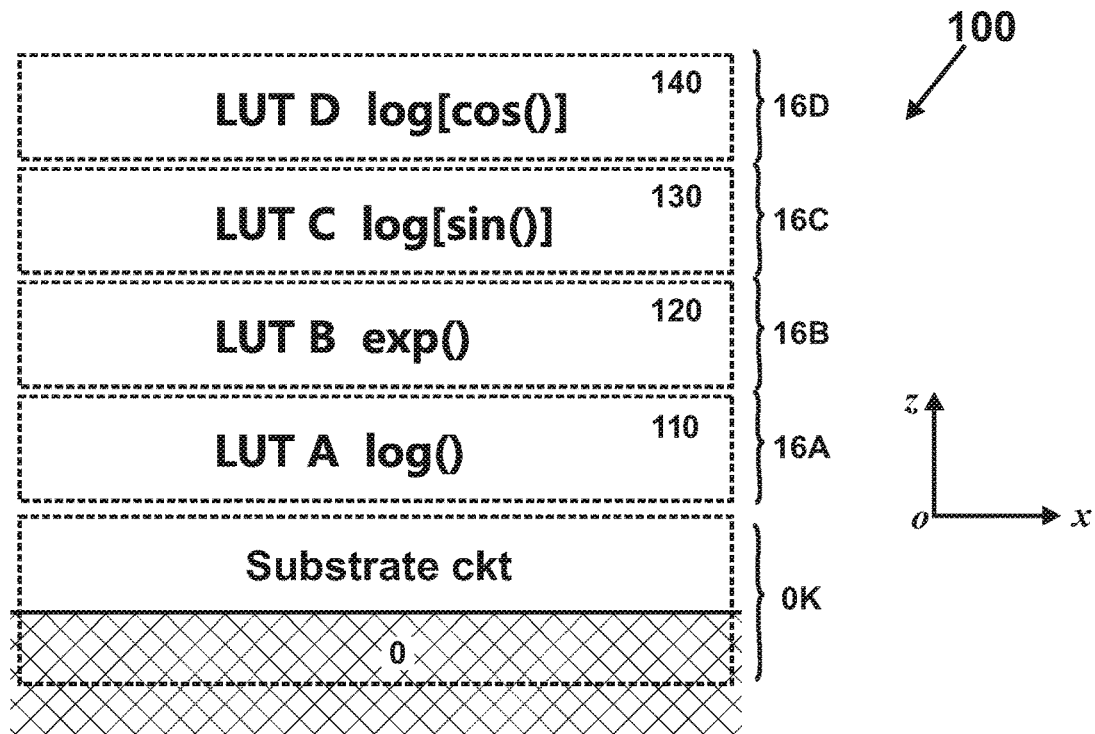 100
140
LUT D log[cos()]
16D
130
LUT C log[sin()]
16C
120
LUT B exp()
16B
110
LUT A log()
16A
z
o
x
Substrate ckt
0K
0